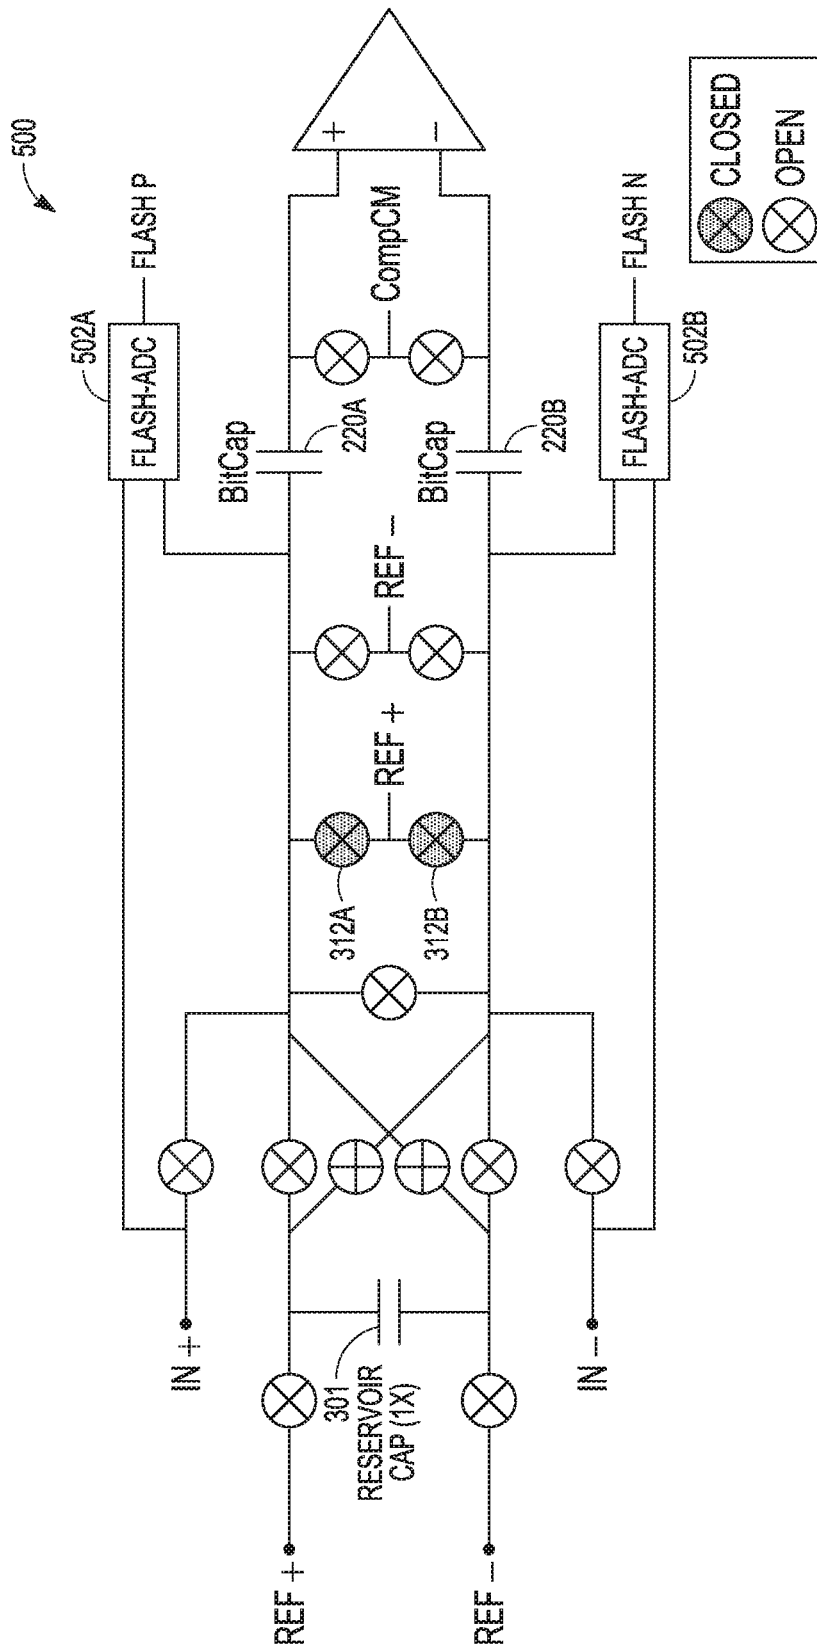 500
502A
FLASH-ADC
FLASH P
BitCap
220A
+
−
CompCM
REF −
REF +
312A
312B
BitCap
220B
FLASH-ADC
502B
FLASH N
IN +
REF +
301
RESERVOIR
CAP (1X)
REF −
IN −
CLOSED
OPEN